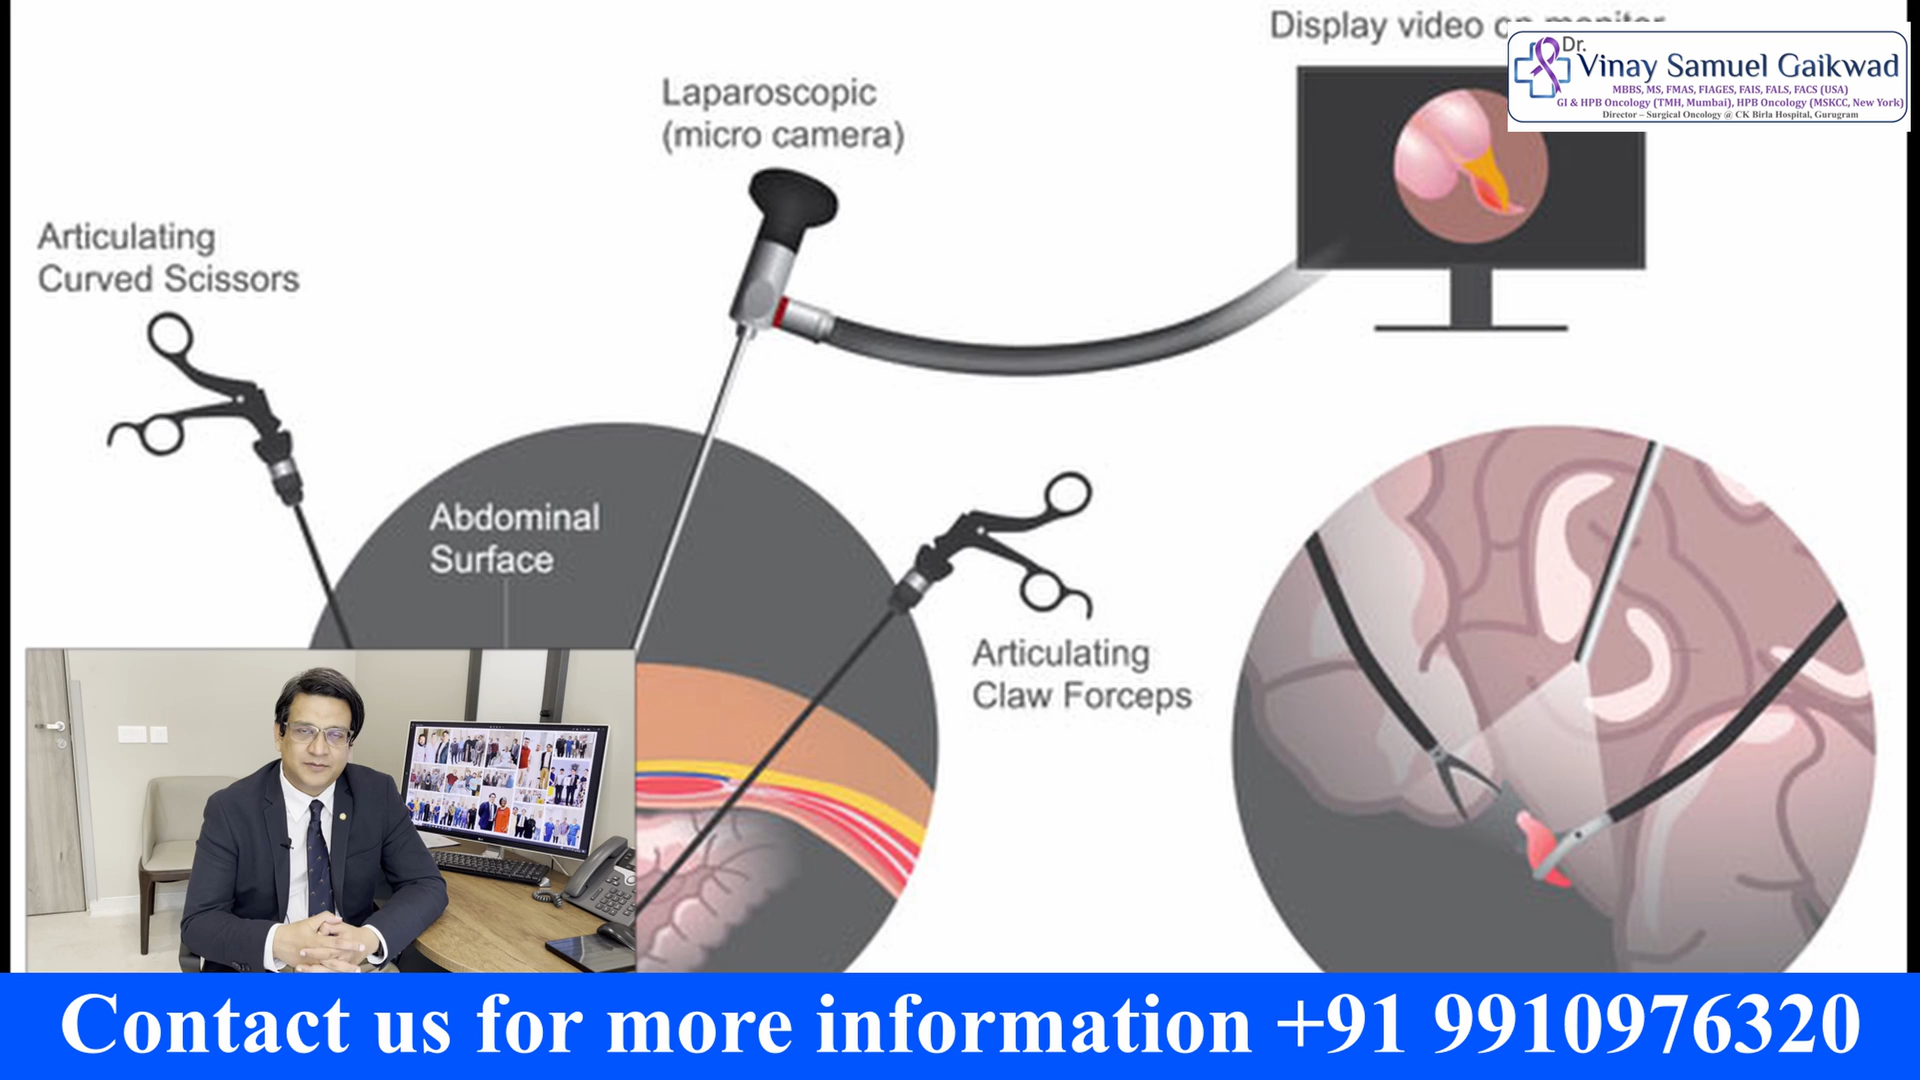 Display video on monitor
Dr.
Vinay Samuel Gaikwad
MBBS, MS, FMAS, FIAGES, FAIS, FALS, FACS (USA)
GI & HPB Oncology (TMH, Mumbai), HPB Oncology (MSKCC, New York)
Director – Surgical Oncology @ CK Birla Hospital, Gurugram
Laparoscopic
(micro camera)
Articulating
Curved Scissors
Abdominal
Surface
Articulating
Claw Forceps
Contact us for more information +91 9910976320